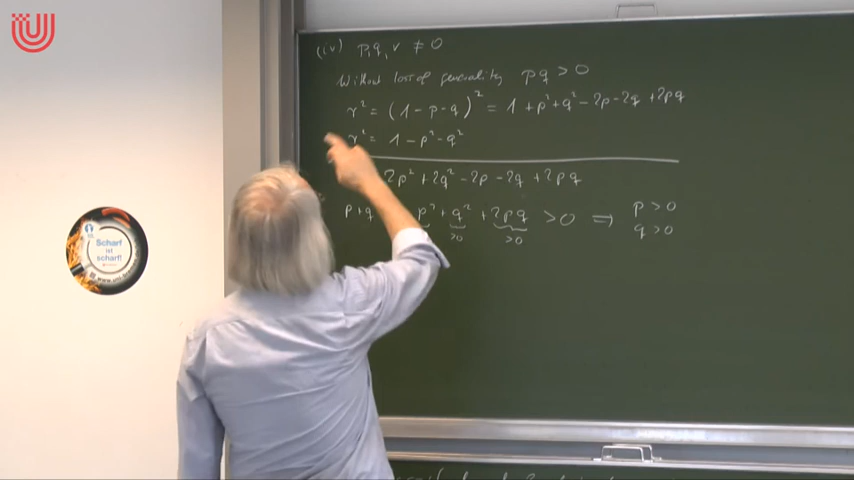 (iv) p, q, r ≠ 0
Without loss of generality pq > 0
r² = (1 - p - q)² = 1 + p² + q² - 2p - 2q + 2pq
r² = 1 - p² - q²
2p² + 2q² - 2p - 2q + 2pq
p + q p² + q² + 2pq > 0 ⇒ p > 0
>0 >0 q > 0
Scharf
ist
scharf!